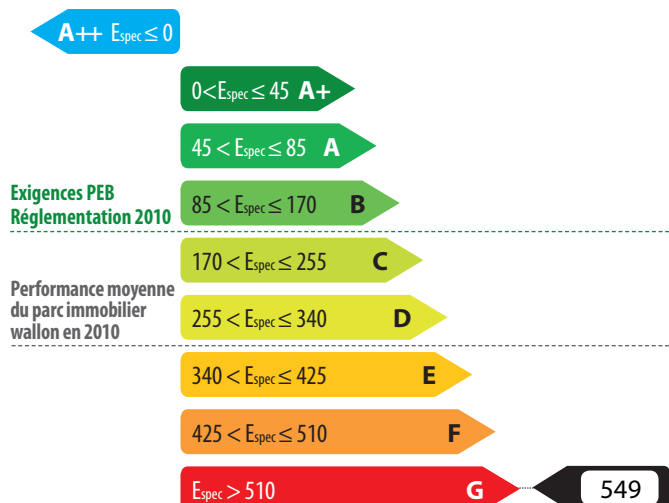 A++ Espec ≤ 0
0<Espec ≤ 45 A+
45 < Espec ≤ 85 A
Exigences PEB
Réglementation 2010
85 < Espec ≤ 170 B
170 < Espec ≤ 255 C
Performance moyenne
du parc immobilier
wallon en 2010
255 < Espec ≤ 340 D
340 < Espec ≤ 425 E
425 < Espec ≤ 510 F
Espec > 510 G 549